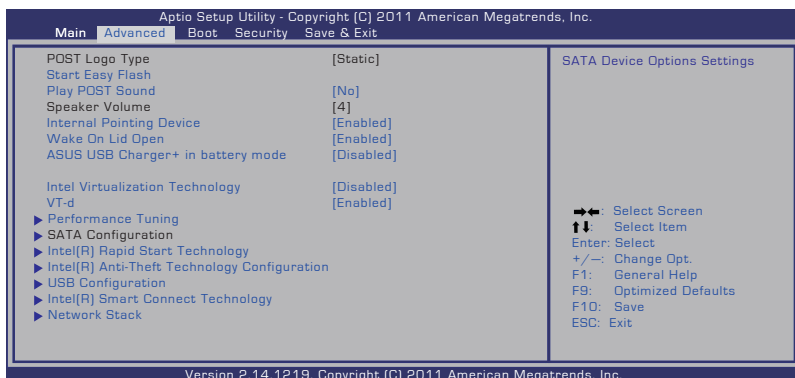 Aptio Setup Utility - Copyright (C) 2011 American Megatrends, Inc.
Main Advanced Boot Security Save & Exit
POST Logo Type [Static]
Start Easy Flash
Play POST Sound [No]
Speaker Volume [4]
Internal Pointing Device [Enabled]
Wake On Lid Open [Enabled]
ASUS USB Charger+ in battery mode [Disabled]
Intel Virtualization Technology [Disabled]
VT-d [Enabled]
Performance Tuning
SATA Configuration
Intel(R) Rapid Start Technology
Intel(R) Anti-Theft Technology Configuration
USB Configuration
Intel(R) Smart Connect Technology
Network Stack
SATA Device Options Settings
→←: Select Screen
↑↓: Select Item
Enter: Select
+/—: Change Opt.
F1: General Help
F9: Optimized Defaults
F10: Save
ESC: Exit
Version 2.14.1219. Copyright (C) 2011 American Megatrends, Inc.